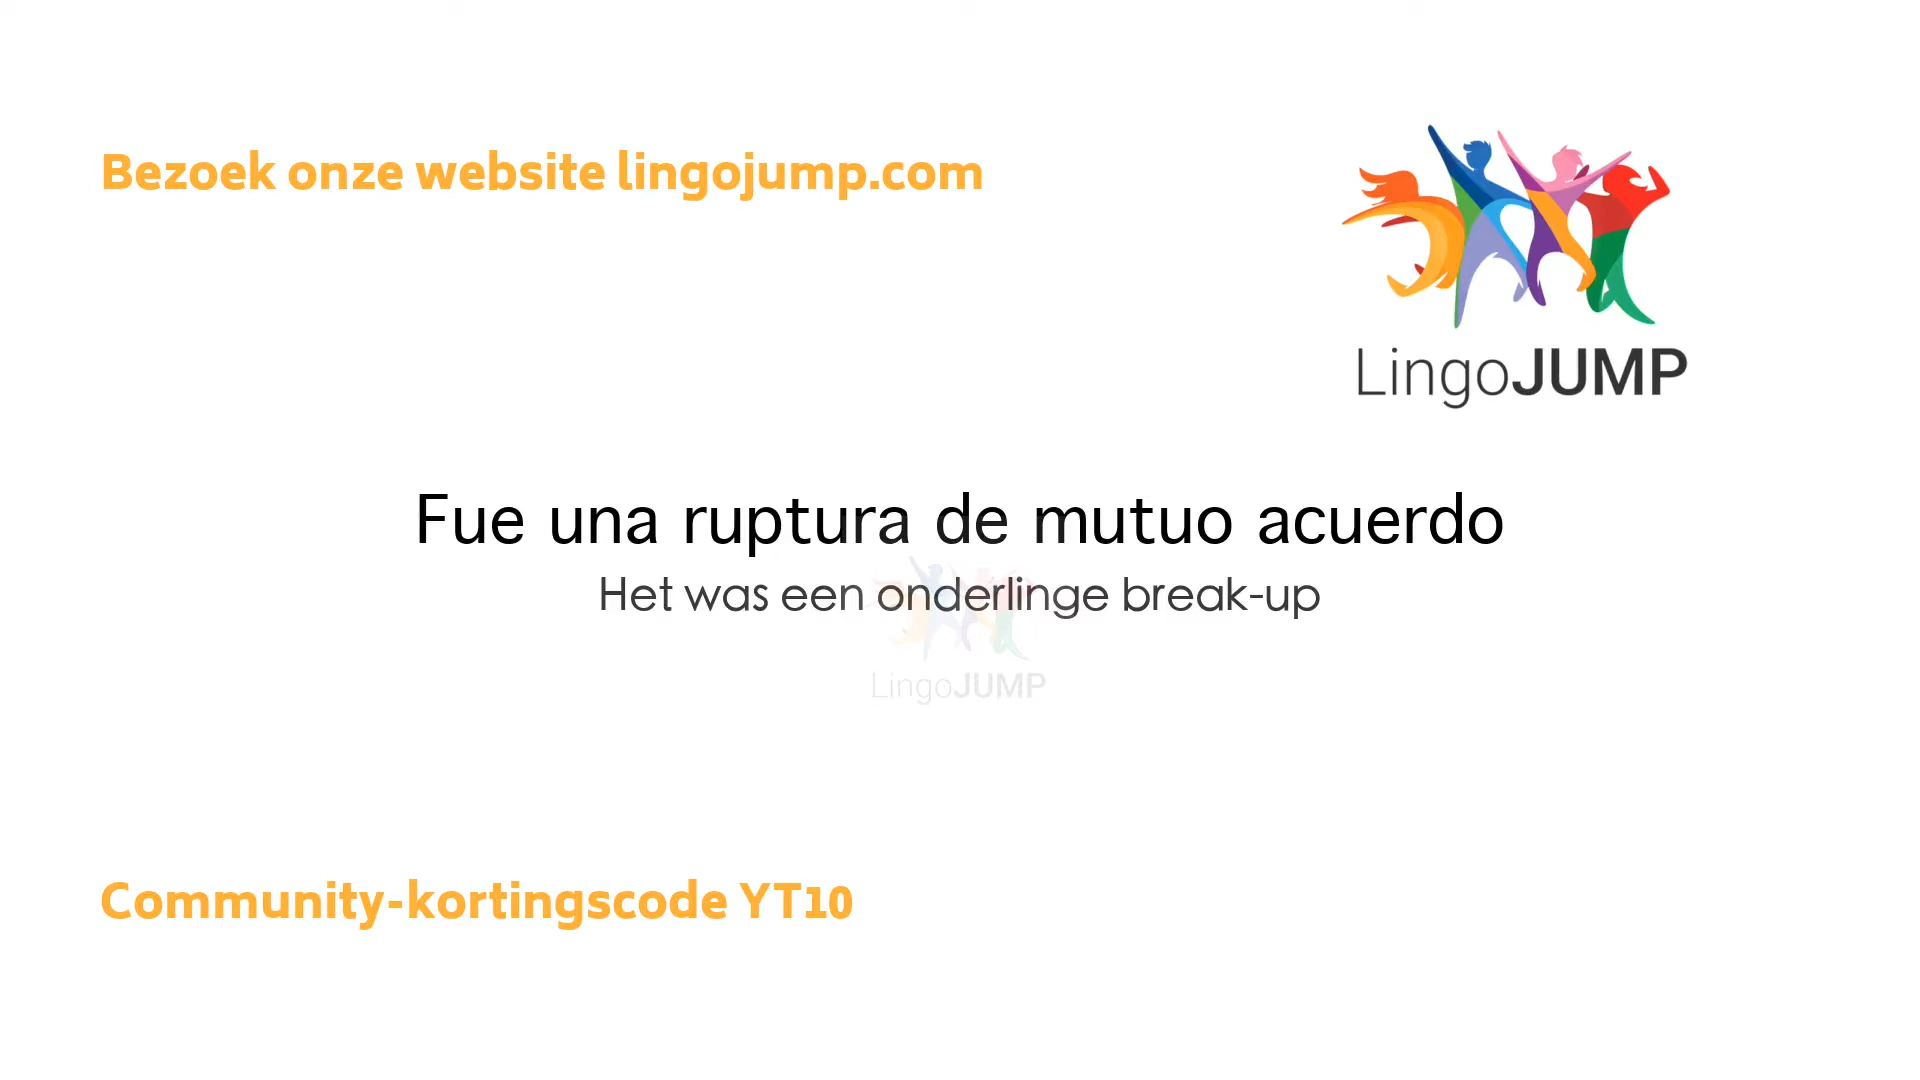 Bezoek onze website lingojump.com
LingoJUMP
Fue una ruptura de mutuo acuerdo
Het was een onderlinge break-up
LingoJUMP
Community-kortingscode YT10